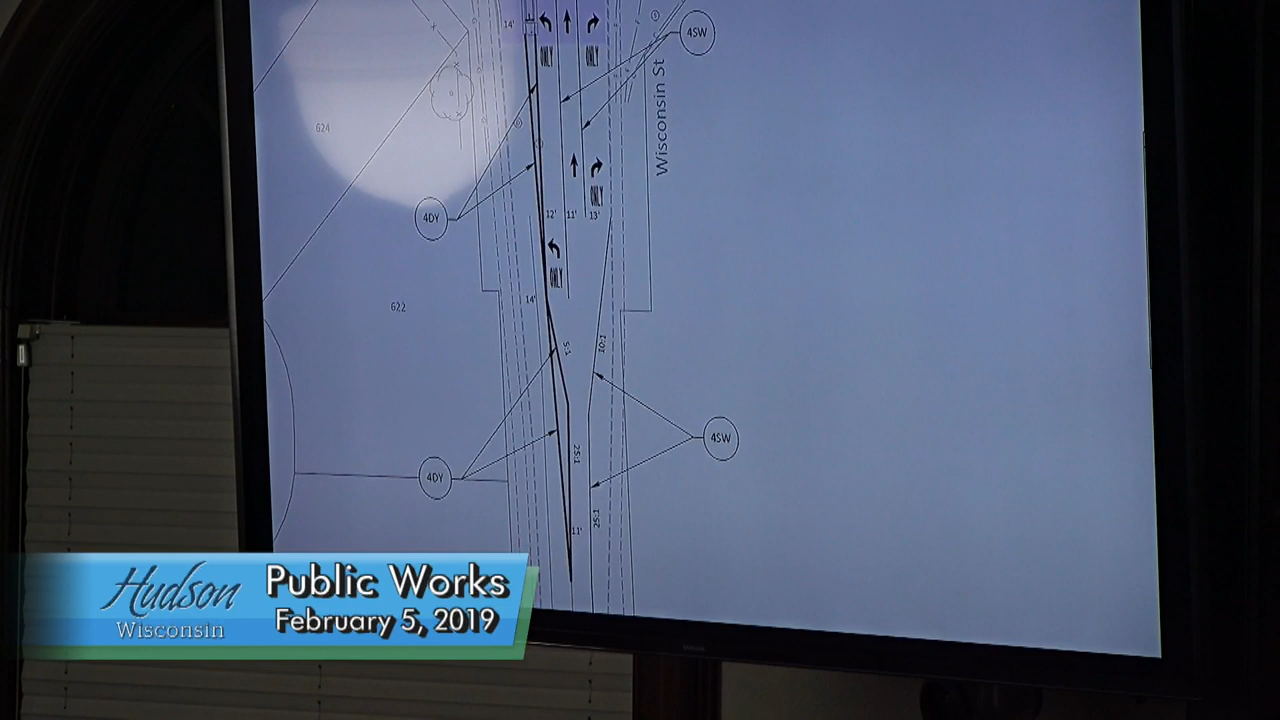 14'
ONLY
ONLY
4SW
Wisconsin St
624
ONLY
4DY
12'
11'
13'
ONLY
14'
622
5:1
10:1
4SW
25:1
4DY
25:1
11'
Hudson
Wisconsin
Public Works
February 5, 2019